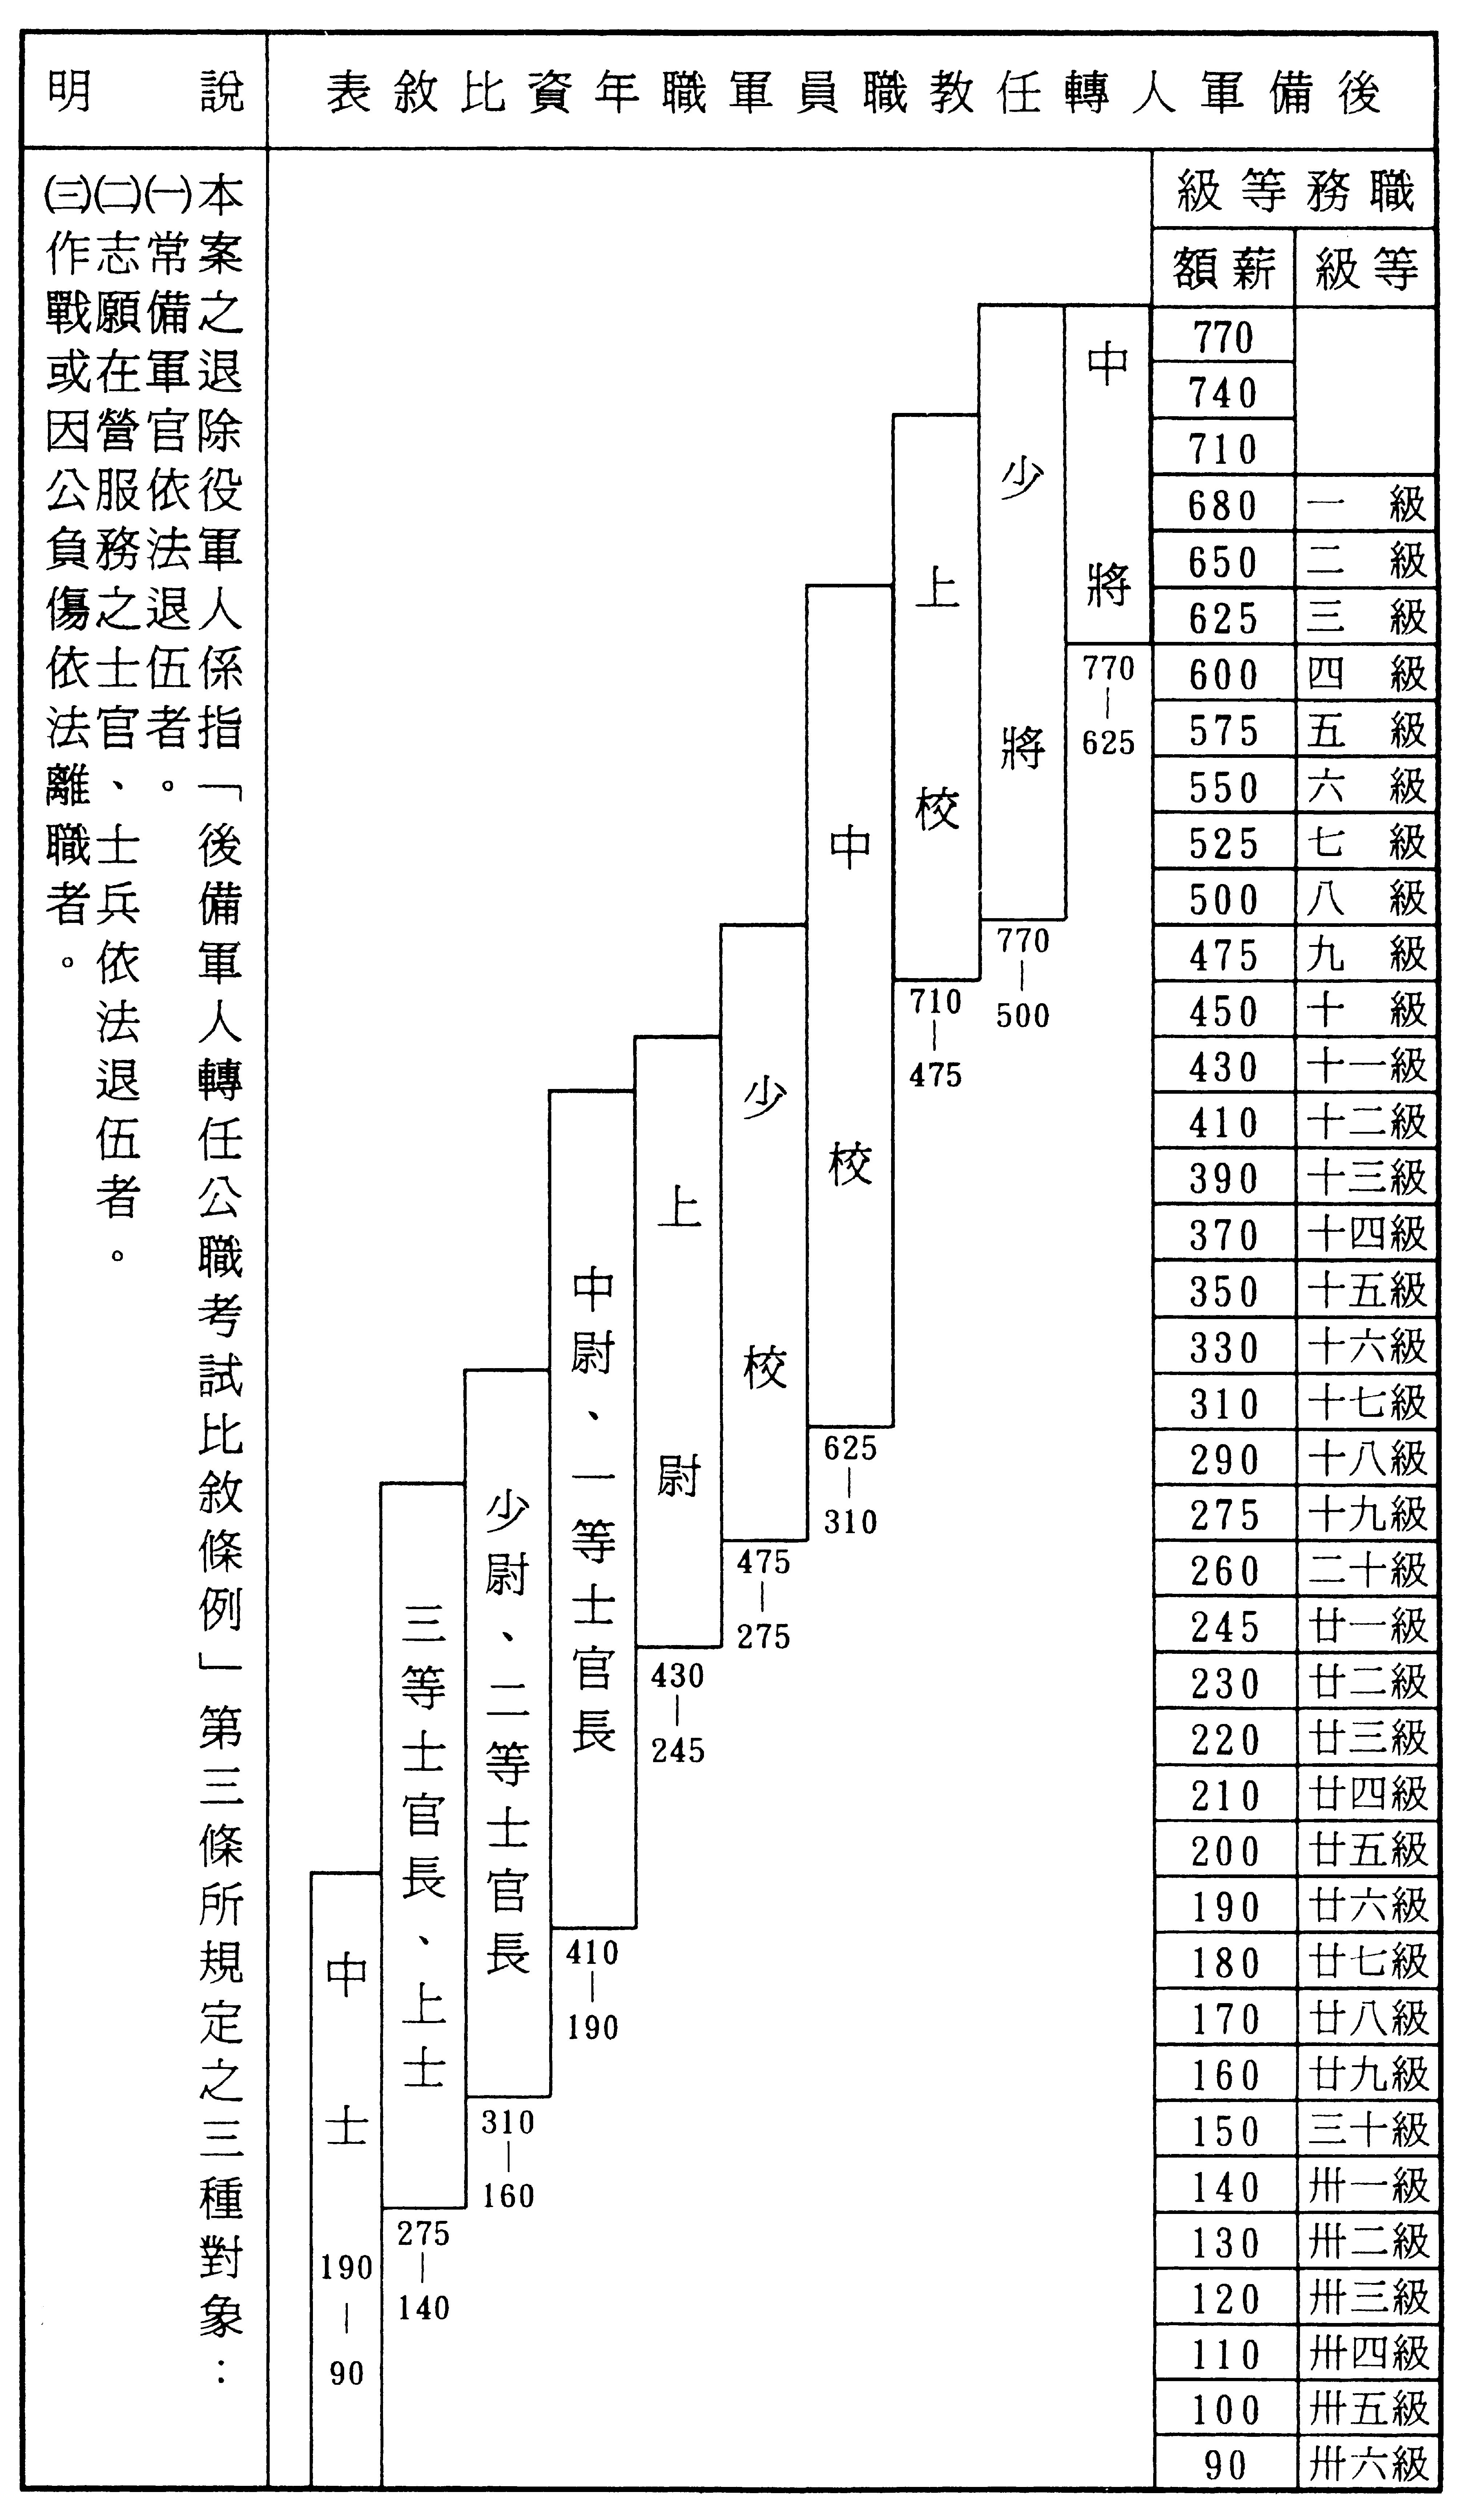 後備軍人轉任教職員軍職年資比敘表
說明
職務等級
等級
薪額
770
740
710
一級 680
二級 650
三級 625
四級 600
五級 575
六級 550
七級 525
八級 500
九級 475
十級 450
十一級 430
十二級 410
十三級 390
十四級 370
十五級 350
十六級 330
十七級 310
十八級 290
十九級 275
二十級 260
廿一級 245
廿二級 230
廿三級 220
廿四級 210
廿五級 200
廿六級 190
廿七級 180
廿八級 170
廿九級 160
三十級 150
卅一級 140
卅二級 130
卅三級 120
卅四級 110
卅五級 100
卅六級 90
中將
770
|
625
少將
770
|
500
上校
710
|
475
中校
625
|
310
少校
475
|
275
上尉
430
|
245
中尉、一等士官長
410
|
190
少尉、二等士官長
310
|
160
三等士官長、上士
275
|
140
中士
190
|
90
本案之退除役軍人係指「後備軍人轉任公職考試比敘條例」第三條所規定之三種對象：
㈠常備軍官依法退伍者。
㈡志願在營服務之士官、士兵依法退伍者。
㈢作戰或因公負傷依法離職者。